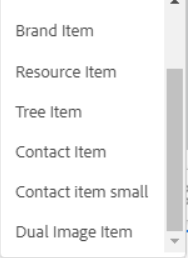 Brand Item
Resource Item
Tree Item
Contact Item
Contact item small
Dual Image Item